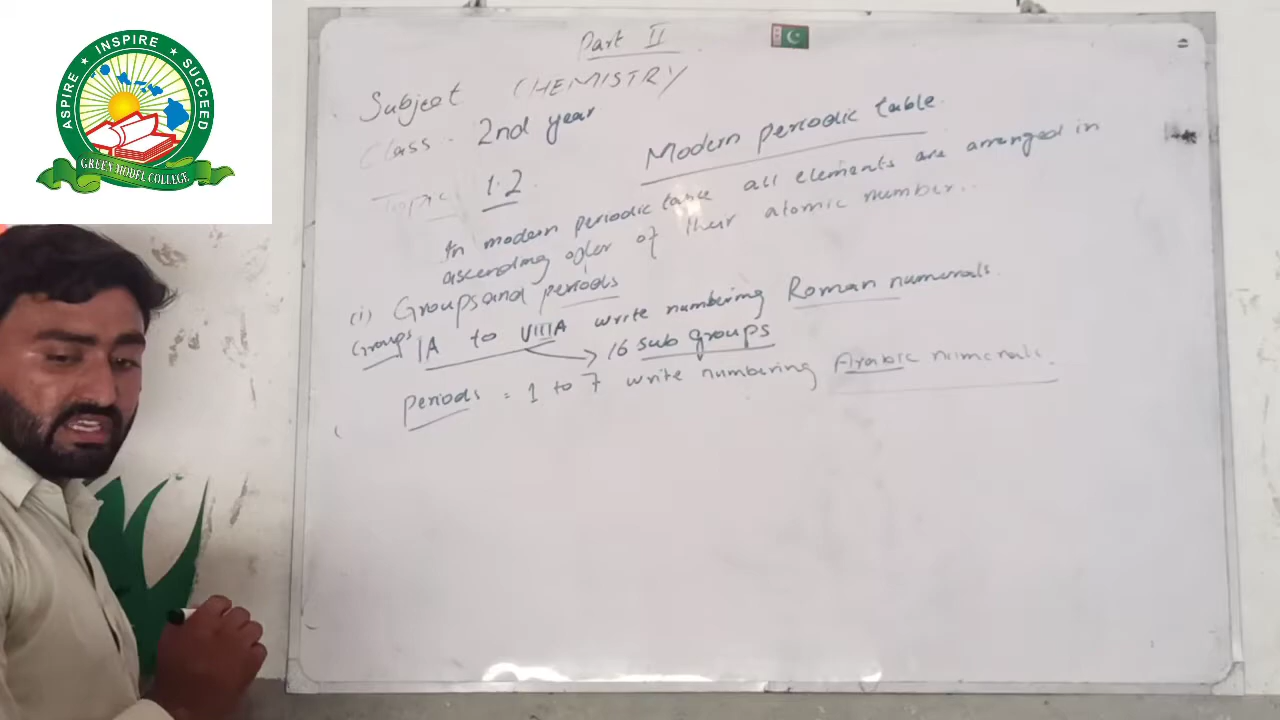 ASPIRE ★ INSPIRE ★ SUCCEED
GREEN MODEL COLLEGE
Part II
Subject CHEMISTRY
Class. 2nd year
Topic 1.2
Modern periodic table
In modern periodic table all elements are arranged in
ascending of their atomic number..
(i) Groups and periods
Groups IA to VIIIA write numbering Roman numerals.
16 sub groups
periods = 1 to 7 write numbering Arabic numerals.